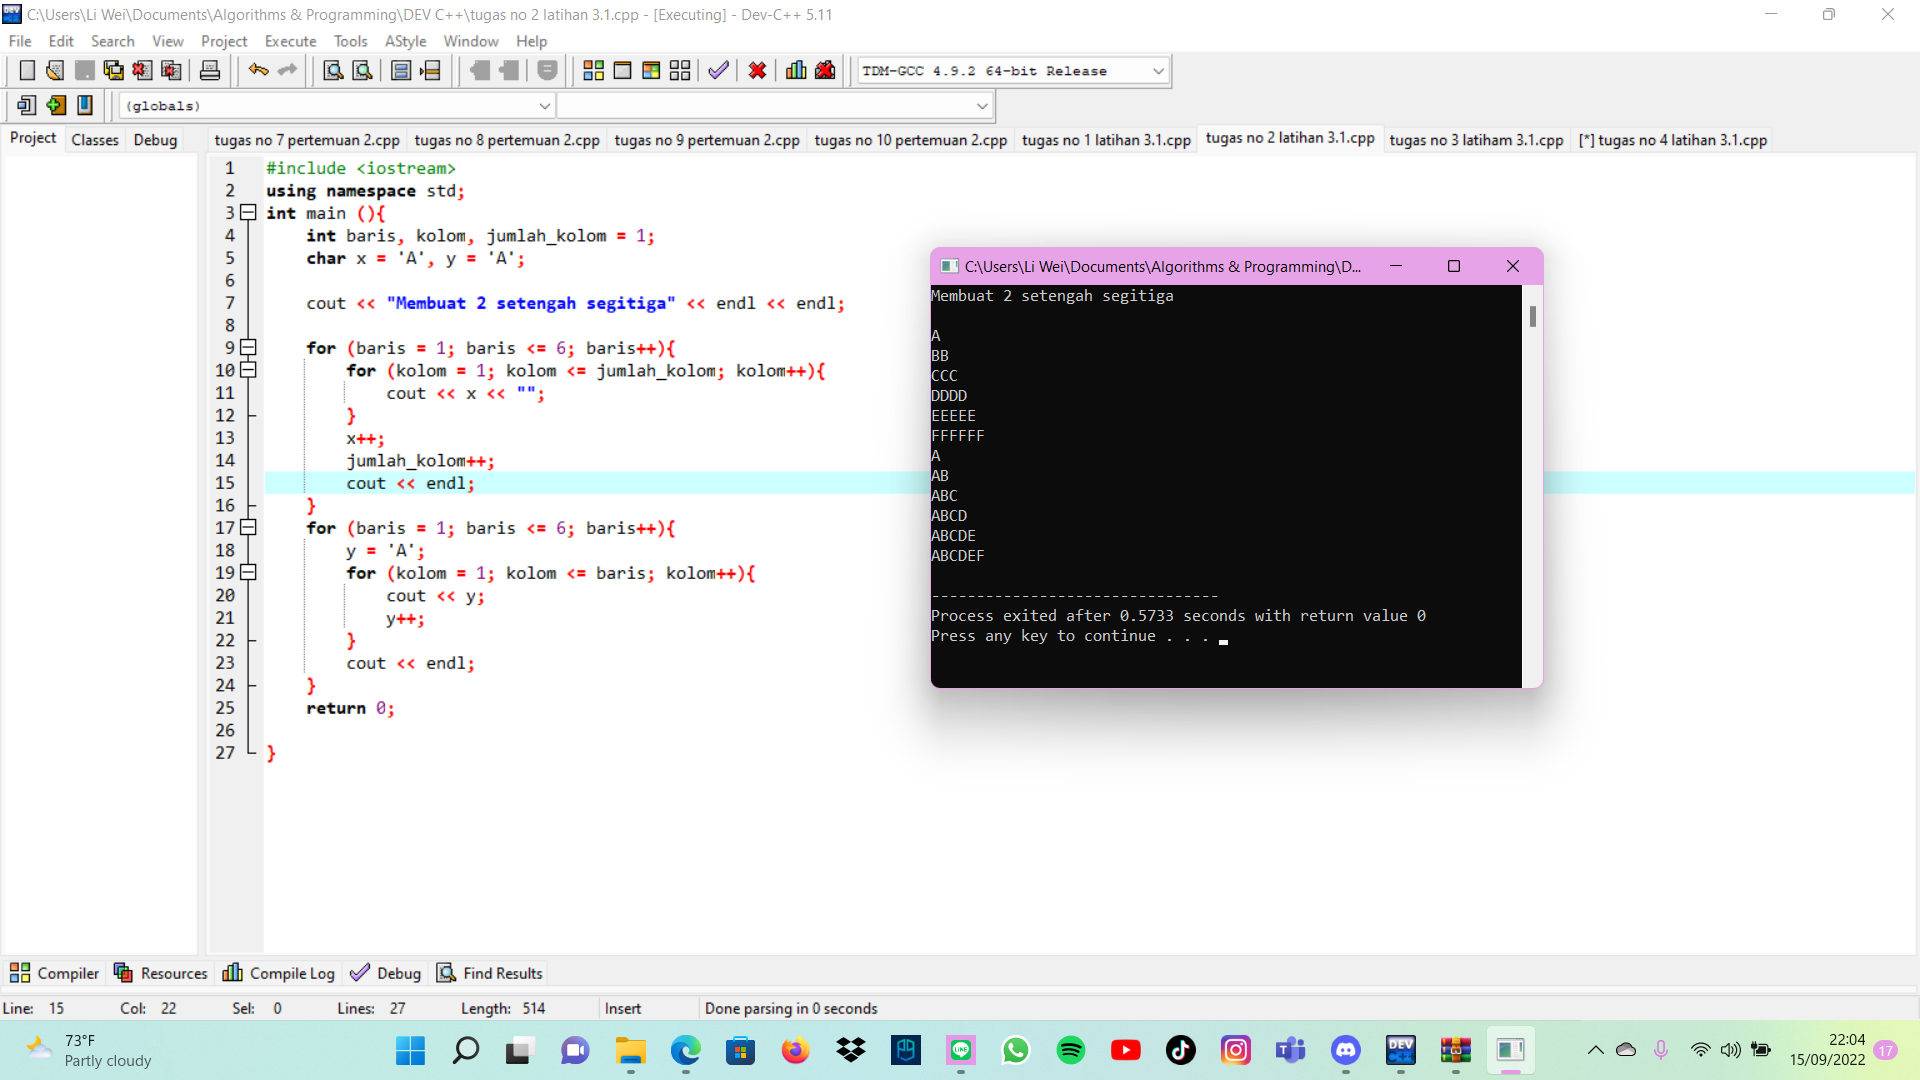 C:\Users\Li Wei\Documents\Algorithms & Programming\DEV C++\tugas no 2 latihan 3.1.cpp - [Executing] - Dev-C++ 5.11
File Edit Search View Project Execute Tools AStyle Window Help
TDM-GCC 4.9.2 64-bit Release
(globals)
Project Classes Debug
tugas no 7 pertemuan 2.cpp tugas no 8 pertemuan 2.cpp tugas no 9 pertemuan 2.cpp tugas no 10 pertemuan 2.cpp tugas no 1 latihan 3.1.cpp tugas no 2 latihan 3.1.cpp tugas no 3 latiham 3.1.cpp [*] tugas no 4 latihan 3.1.cpp
1 #include <iostream>
2 using namespace std;
3 int main (){
4 int baris, kolom, jumlah_kolom = 1;
5 char x = 'A', y = 'A';
6
7 cout << "Membuat 2 setengah segitiga" << endl << endl;
8
9 for (baris = 1; baris <= 6; baris++){
10 for (kolom = 1; kolom <= jumlah_kolom; kolom++){
11 cout << x << "";
12 }
13 x++;
14 jumlah_kolom++;
15 cout << endl;
16 }
17 for (baris = 1; baris <= 6; baris++){
18 y = 'A';
19 for (kolom = 1; kolom <= baris; kolom++){
20 cout << y;
21 y++;
22 }
23 cout << endl;
24 }
25 return 0;
26
27 }
C:\Users\Li Wei\Documents\Algorithms & Programming\D...
Membuat 2 setengah segitiga
A
BB
CCC
DDDD
EEEEE
FFFFFF
A
AB
ABC
ABCD
ABCDE
ABCDEF
--------------------------------
Process exited after 0.5733 seconds with return value 0
Press any key to continue . . .
Compiler Resources Compile Log Debug Find Results
Line: 15 Col: 22 Sel: 0 Lines: 27 Length: 514 Insert Done parsing in 0 seconds
73°F
Partly cloudy
DEV C++
22:04
15/09/2022
17